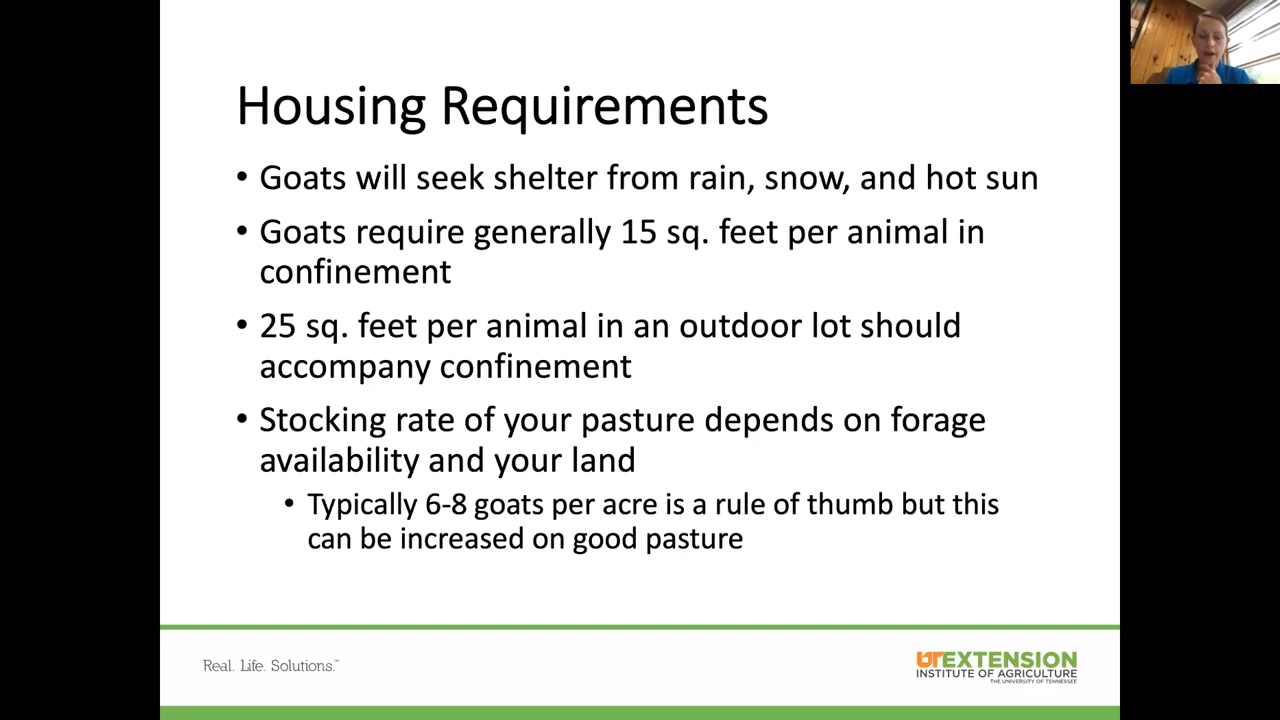 Housing Requirements
• Goats will seek shelter from rain, snow, and hot sun
• Goats require generally 15 sq. feet per animal in
confinement
• 25 sq. feet per animal in an outdoor lot should
accompany confinement
• Stocking rate of your pasture depends on forage
availability and your land
• Typically 6-8 goats per acre is a rule of thumb but this
can be increased on good pasture
Real. Life. Solutions.™
UTEXTENSION
INSTITUTE OF AGRICULTURE
THE UNIVERSITY OF TENNESSEE